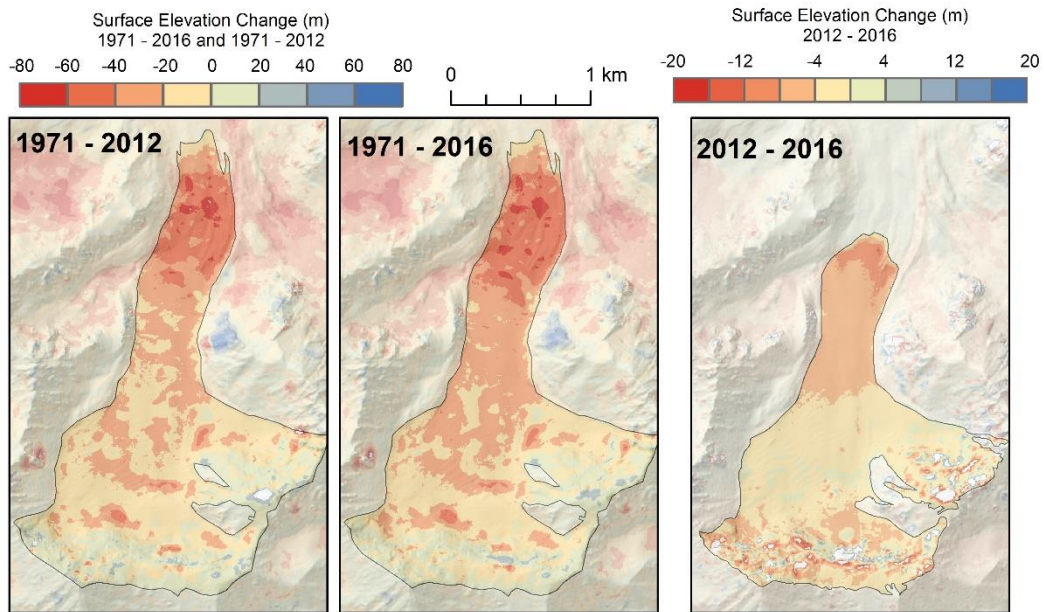 Surface Elevation Change (m)
1971 - 2016 and 1971 - 2012
-80 -60 -40 -20 0 20 40 60 80
0 1 km
Surface Elevation Change (m)
2012 - 2016
-20 -12 -4 4 12 20
1971 - 2012
1971 - 2016
2012 - 2016